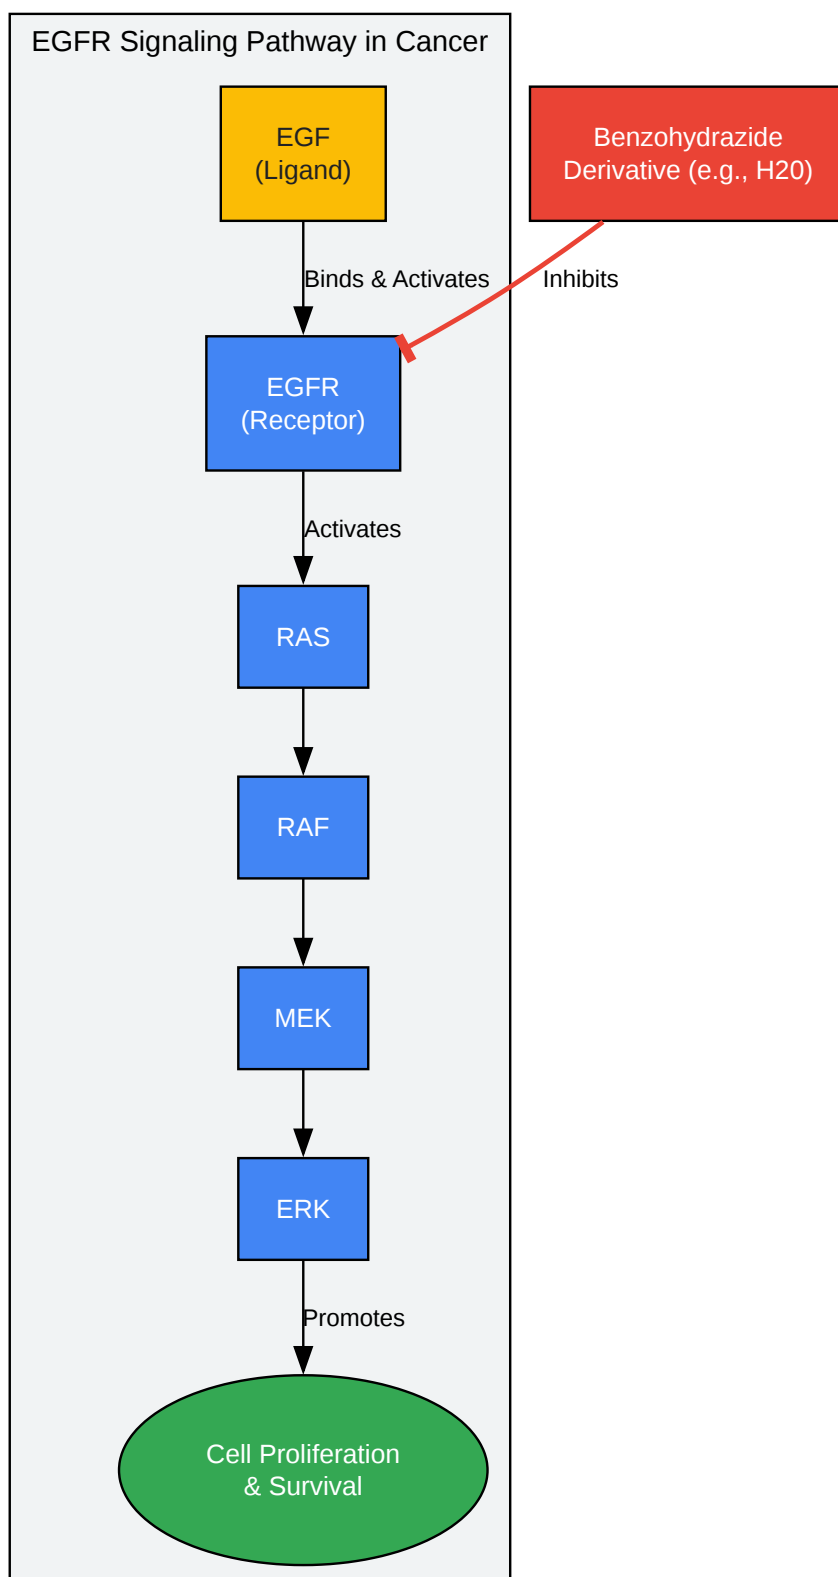 EGFR Signaling Pathway in Cancer
EGF
(Ligand)
Benzohydrazide
Derivative (e.g., H20)
Binds & Activates
Inhibits
EGFR
(Receptor)
Activates
RAS
RAF
MEK
ERK
Promotes
Cell Proliferation
& Survival